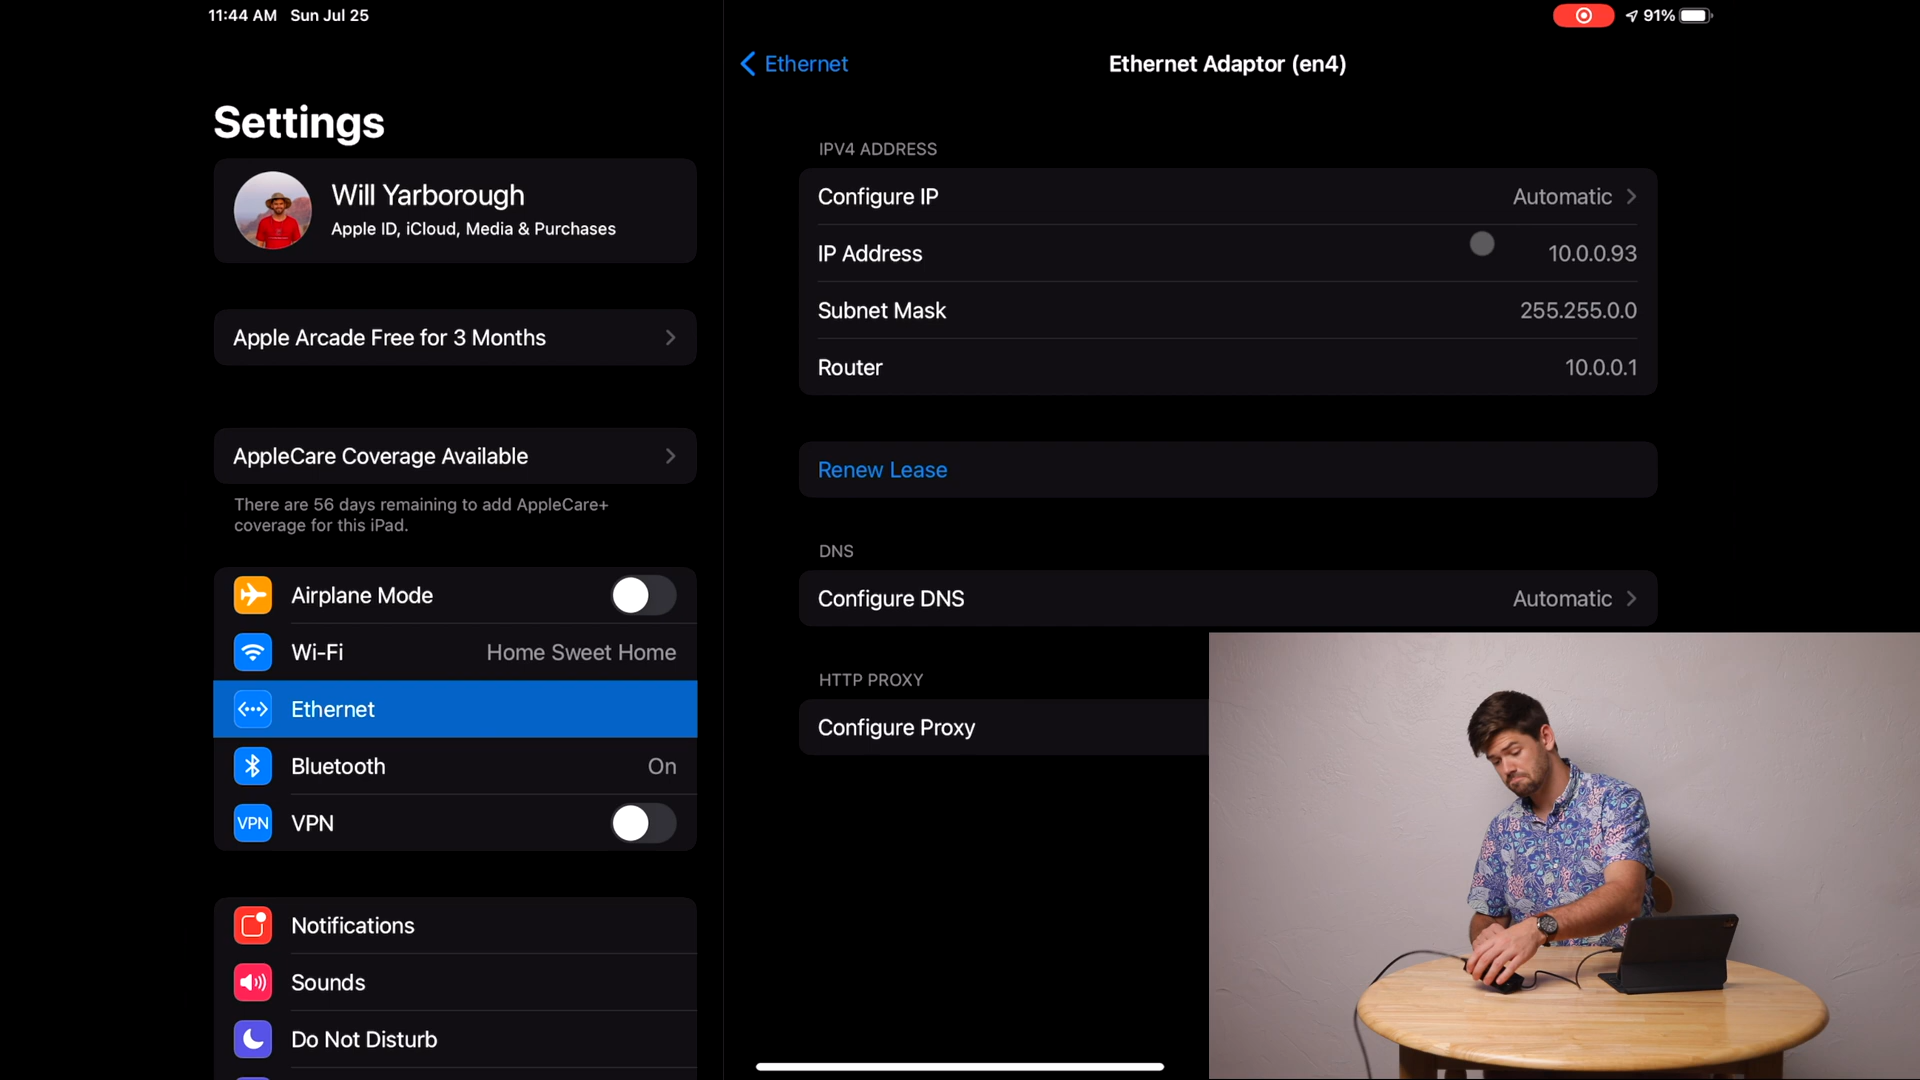 11:44 AM Sun Jul 25
91%
Settings
Will Yarborough
Apple ID, iCloud, Media & Purchases
Apple Arcade Free for 3 Months
AppleCare Coverage Available
There are 56 days remaining to add AppleCare+
coverage for this iPad.
Airplane Mode
Wi-Fi Home Sweet Home
Ethernet
Bluetooth On
VPN VPN
Notifications
Sounds
Do Not Disturb
Ethernet
Ethernet Adaptor (en4)
IPV4 ADDRESS
Configure IP Automatic
IP Address 10.0.0.93
Subnet Mask 255.255.0.0
Router 10.0.0.1
Renew Lease
DNS
Configure DNS Automatic
HTTP PROXY
Configure Proxy